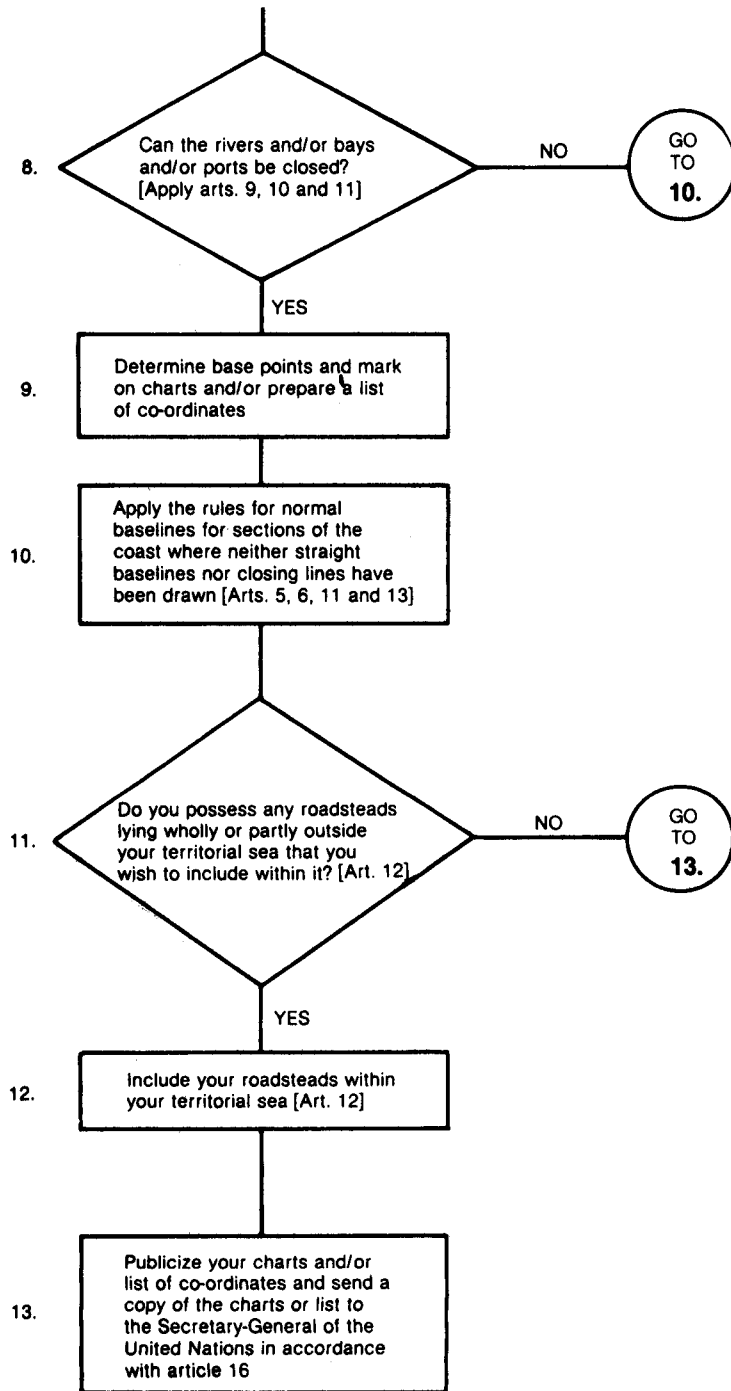 8.
Can the rivers and/or bays
and/or ports be closed?
[Apply arts. 9, 10 and 11]
NO
GO
TO
10.
YES
9.
Determine base points and mark
on charts and/or prepare a list
of co-ordinates
10.
Apply the rules for normal
baselines for sections of the
coast where neither straight
baselines nor closing lines have
been drawn [Arts. 5, 6, 11 and 13]
11.
Do you possess any roadsteads
lying wholly or partly outside
your territorial sea that you
wish to include within it? [Art. 12]
NO
GO
TO
13.
YES
12.
Include your roadsteads within
your territorial sea [Art. 12]
13.
Publicize your charts and/or
list of co-ordinates and send a
copy of the charts or list to
the Secretary-General of the
United Nations in accordance
with article 16